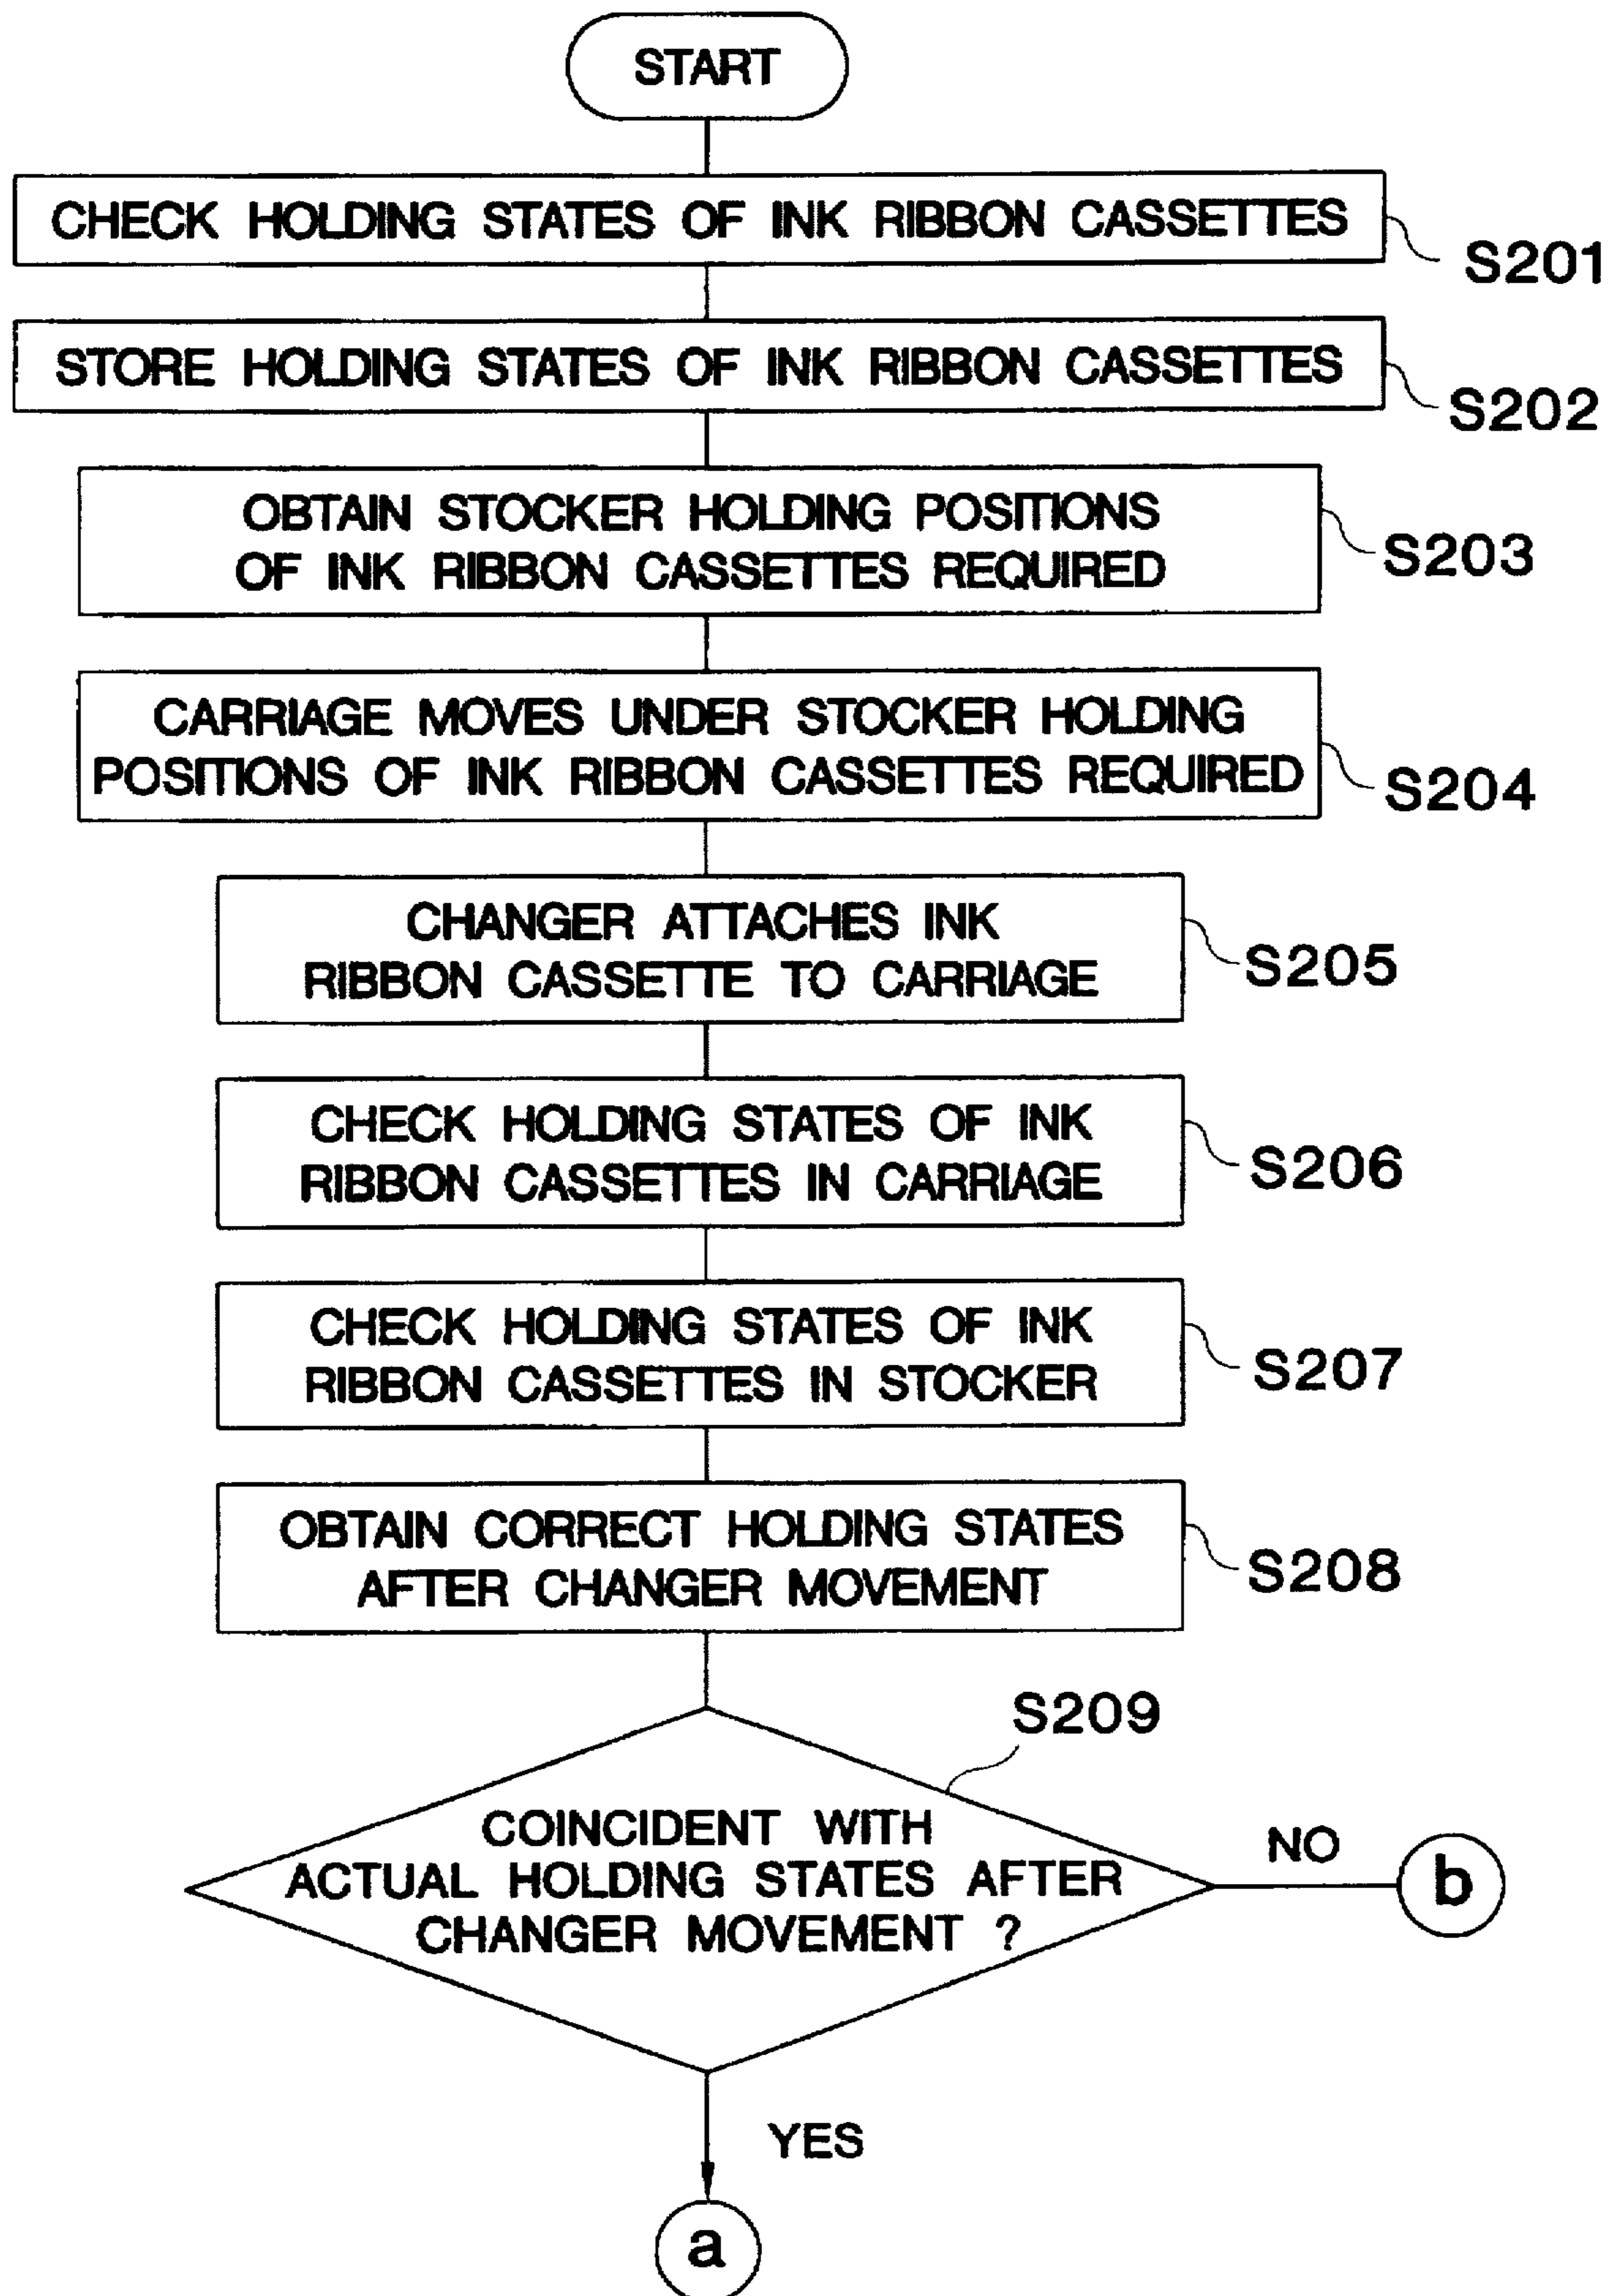 START
CHECK HOLDING STATES OF INK RIBBON CASSETTES
S201
STORE HOLDING STATES OF INK RIBBON CASSETTES
S202
OBTAIN STOCKER HOLDING POSITIONS
OF INK RIBBON CASSETTES REQUIRED
S203
CARRIAGE MOVES UNDER STOCKER HOLDING
POSITIONS OF INK RIBBON CASSETTES REQUIRED
S204
CHANGER ATTACHES INK
RIBBON CASSETTE TO CARRIAGE
S205
CHECK HOLDING STATES OF INK
RIBBON CASSETTES IN CARRIAGE
S206
CHECK HOLDING STATES OF INK
RIBBON CASSETTES IN STOCKER
S207
OBTAIN CORRECT HOLDING STATES
AFTER CHANGER MOVEMENT
S208
S209
COINCIDENT WITH
ACTUAL HOLDING STATES AFTER
CHANGER MOVEMENT ?
NO
b
YES
a